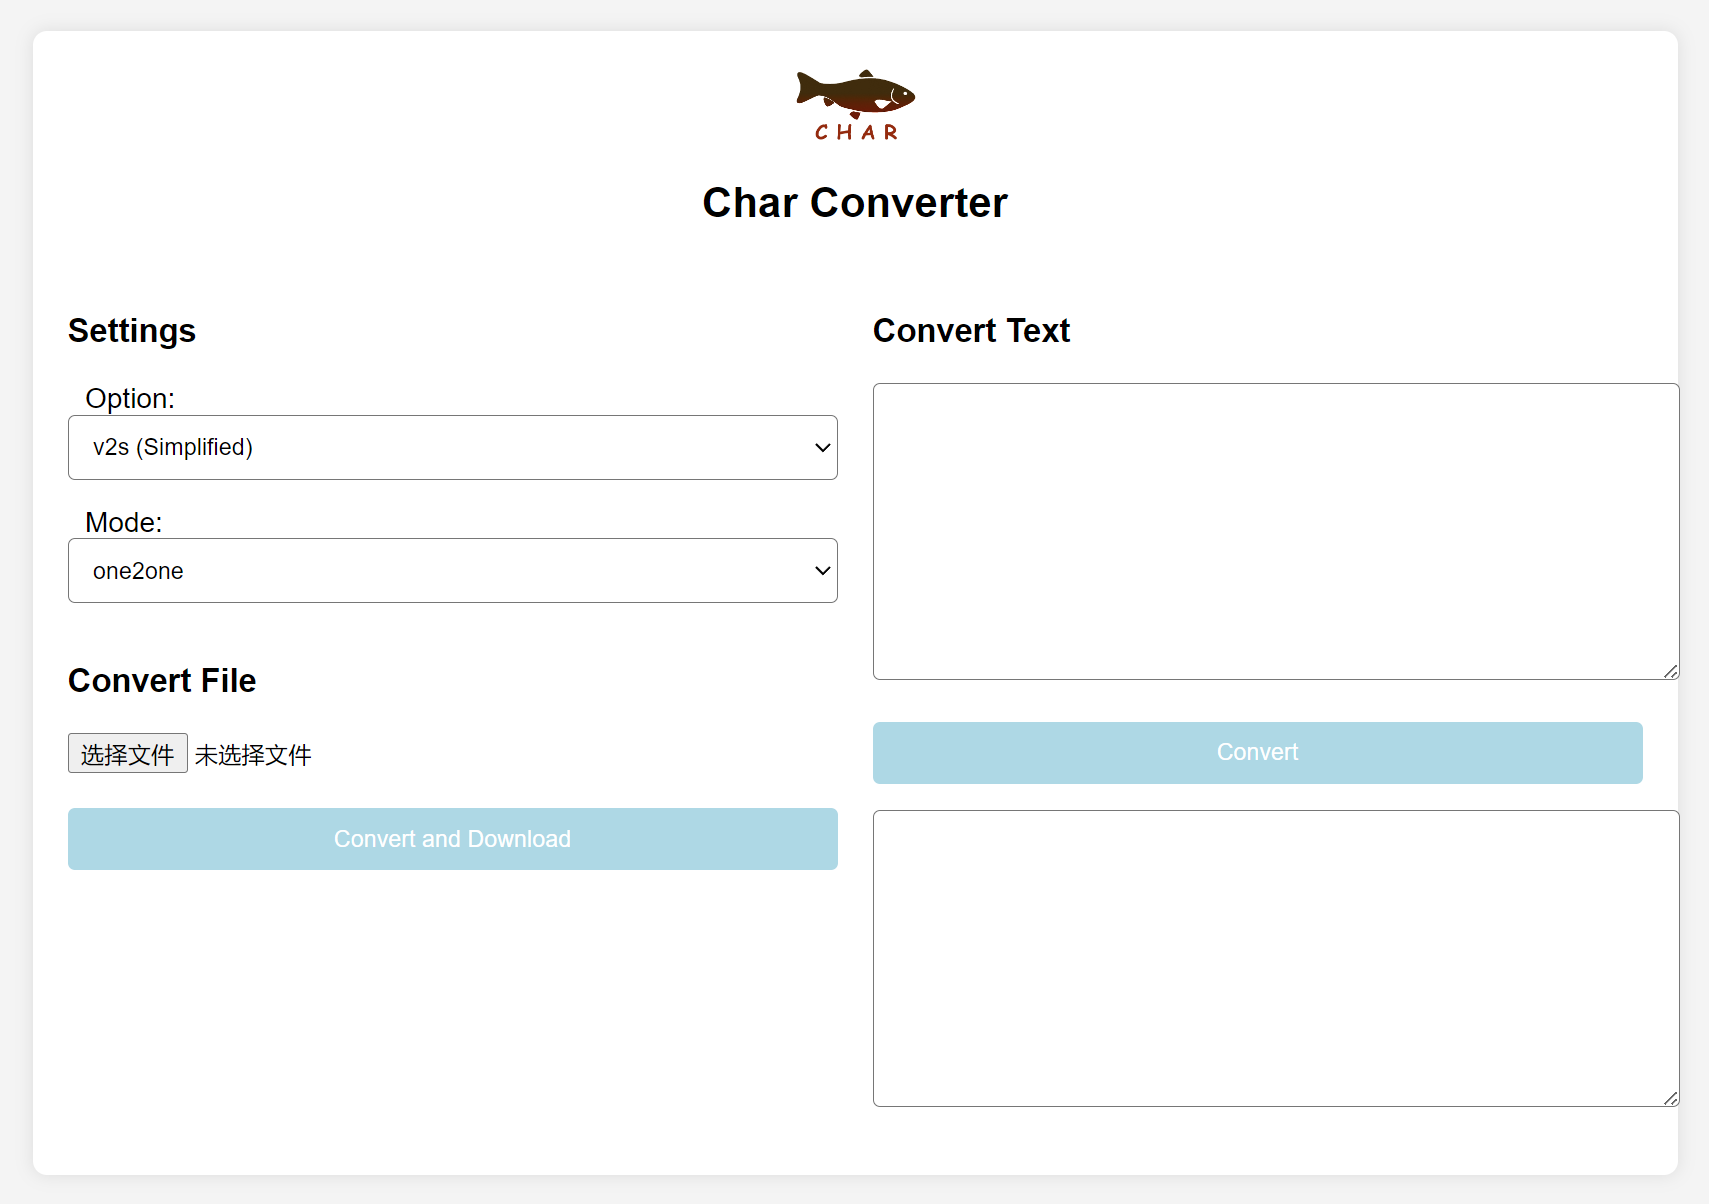 CHAR
Char Converter
Settings
Option:
v2s (Simplified)
Mode:
one2one
Convert File
选择文件 未选择文件
Convert and Download
Convert Text
Convert